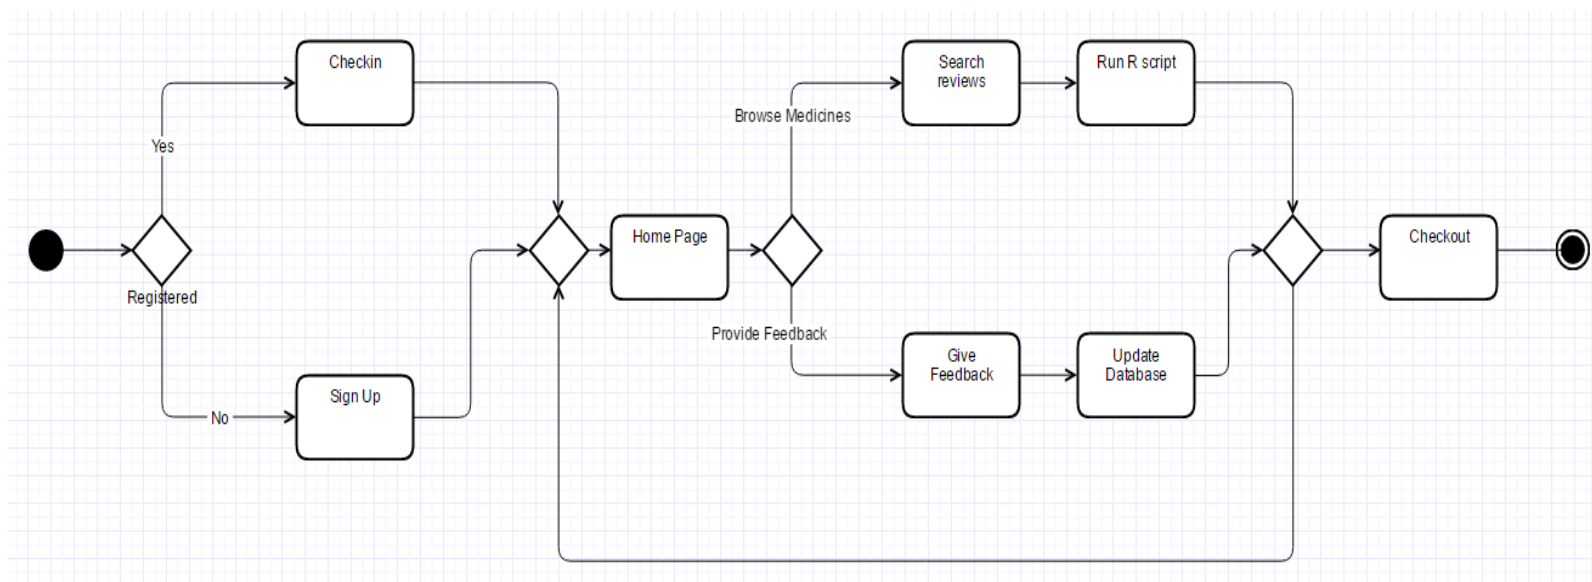 Checkin
Search
reviews
Run R script
Browse Medicines
Yes
Home Page
Checkout
Registered
Provide Feedback
Give
Feedback
Update
Database
Sign Up
No